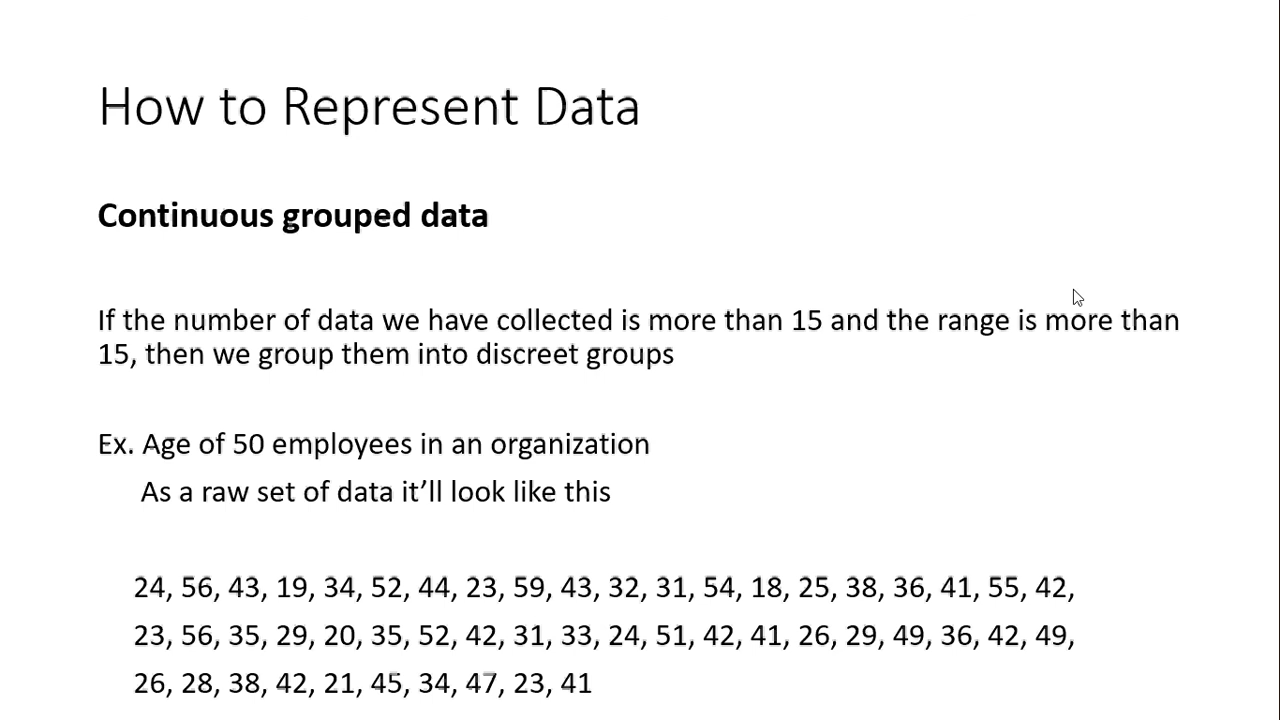 How to Represent Data
Continuous grouped data
If the number of data we have collected is more than 15 and the range is more than
15, then we group them into discreet groups
Ex. Age of 50 employees in an organization
As a raw set of data it’ll look like this
24, 56, 43, 19, 34, 52, 44, 23, 59, 43, 32, 31, 54, 18, 25, 38, 36, 41, 55, 42,
23, 56, 35, 29, 20, 35, 52, 42, 31, 33, 24, 51, 42, 41, 26, 29, 49, 36, 42, 49,
26, 28, 38, 42, 21, 45, 34, 47, 23, 41